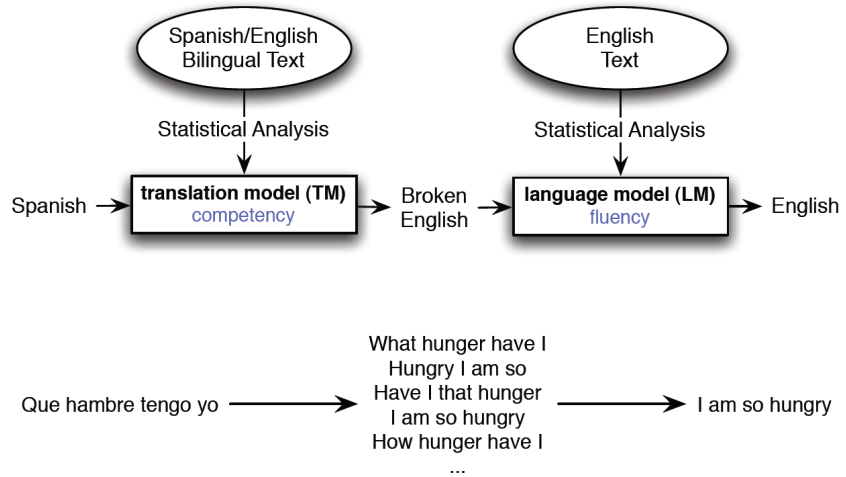 Spanish/English
Bilingual Text
English
Text
Statistical Analysis
Statistical Analysis
Spanish
translation model (TM)
competency
Broken
English
language model (LM)
fluency
English
Que hambre tengo yo
What hunger have I
Hungry I am so
Have I that hunger
I am so hungry
How hunger have I
...
I am so hungry